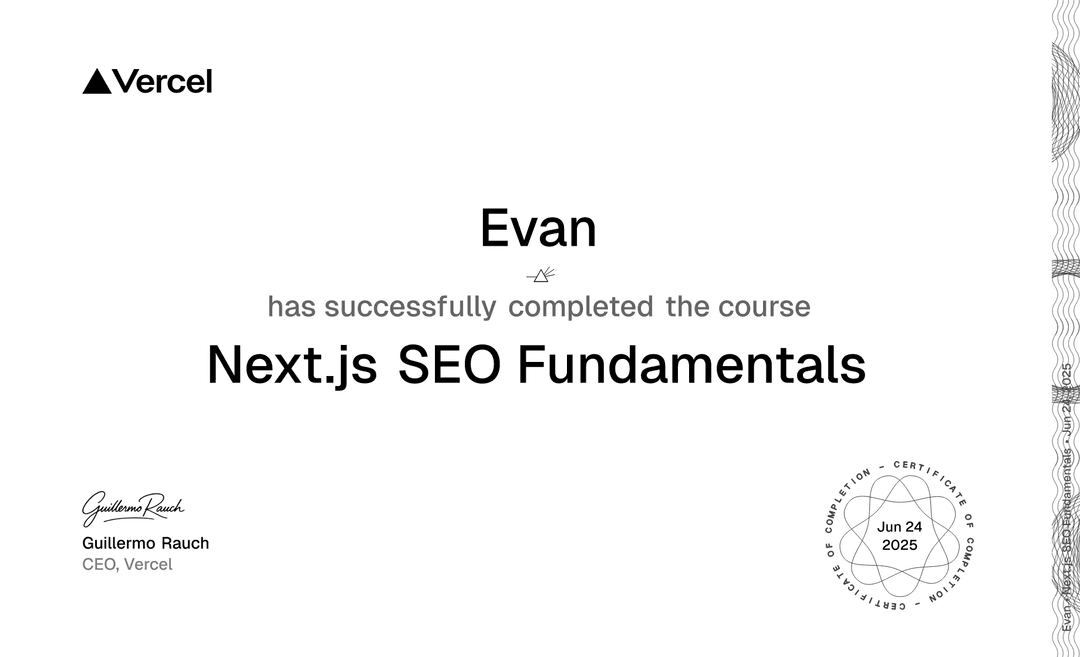 Vercel
Evan
has successfully completed the course
Next.js SEO Fundamentals
Guillermo Rauch
Guillermo Rauch
CEO, Vercel
CERTIFICATE OF COMPLETION – CERTIFICATE OF COMPLETION –
Jun 24
2025
Evan • Next.js SEO Fundamentals • Jun 24, 2025